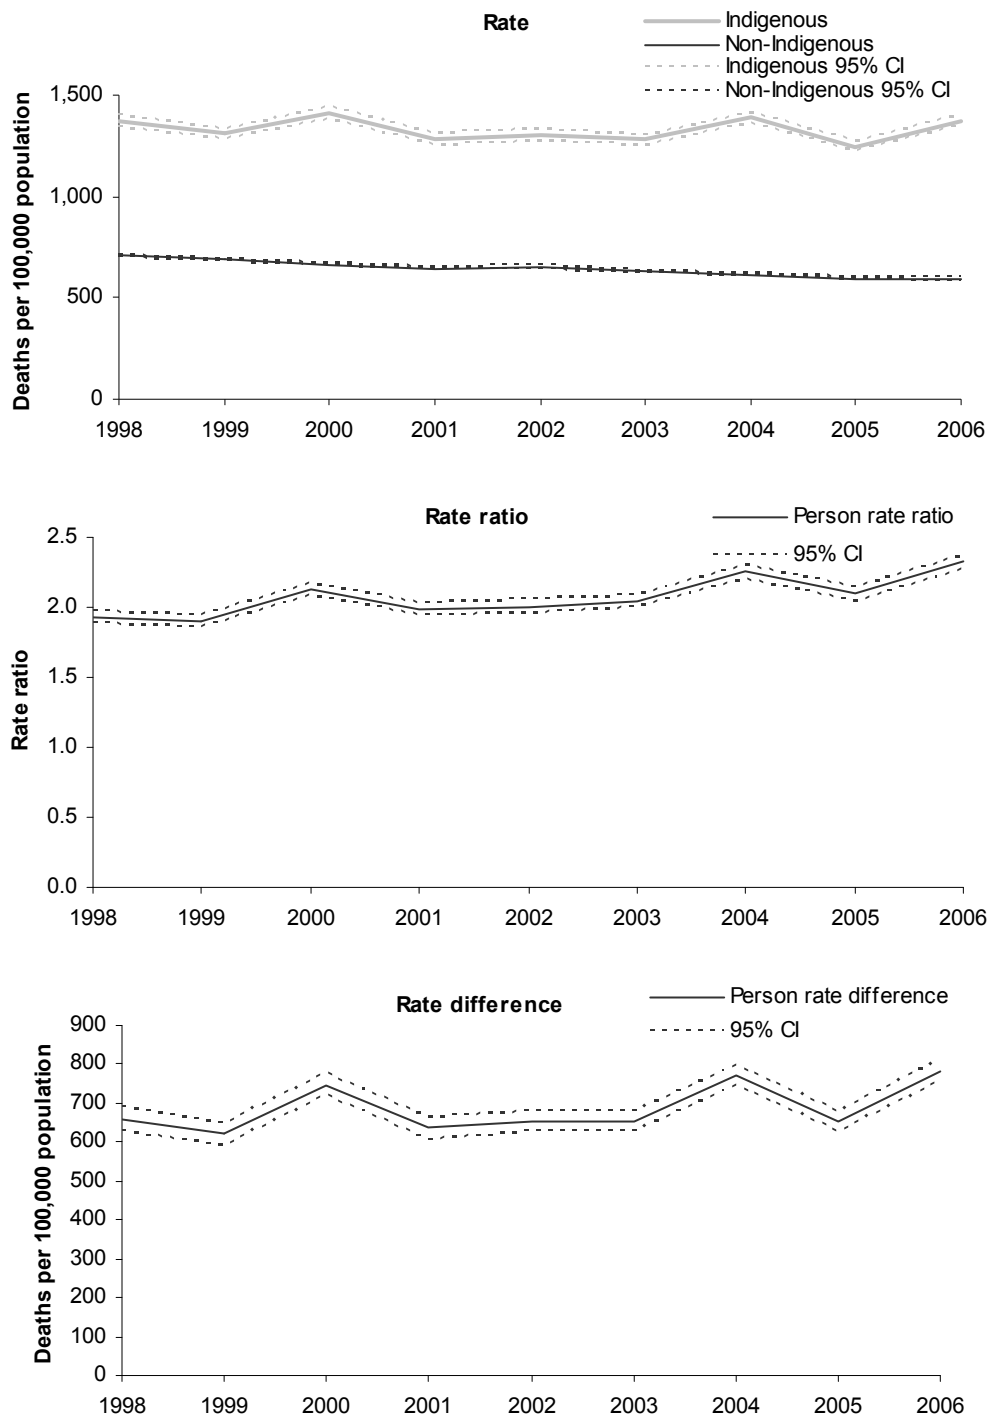 Rate
Indigenous
Non-Indigenous
Indigenous 95% CI
Non-Indigenous 95% CI
Deaths per 100,000 population
1,500
1,000
500
0
1998 1999 2000 2001 2002 2003 2004 2005 2006
Rate ratio
Person rate ratio
95% CI
Rate ratio
2.5
2.0
1.5
1.0
0.5
0.0
1998 1999 2000 2001 2002 2003 2004 2005 2006
Rate difference
Person rate difference
95% CI
Deaths per 100,000 population
900
800
700
600
500
400
300
200
100
0
1998 1999 2000 2001 2002 2003 2004 2005 2006